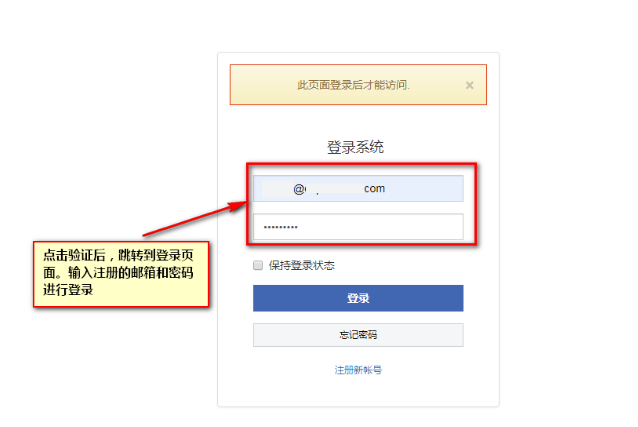 此页面登录后才能访问.
×
登录系统
@ com
•••••••••
点击验证后，跳转到登录页
面。输入注册的邮箱和密码
进行登录
保持登录状态
登录
忘记密码
注册新帐号